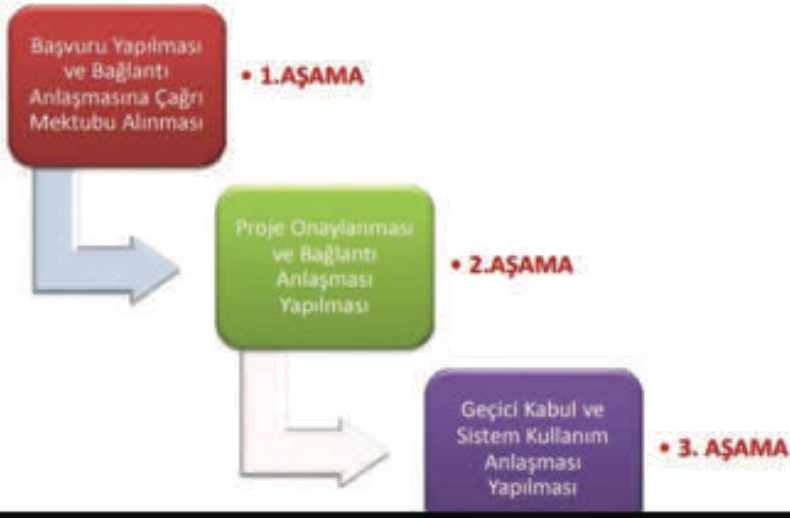 Başvuru Yapılması
ve Bağlantı
Anlaşmasına Çağrı
Mektubu Alınması
• 1.AŞAMA
Proje Onaylanması
ve Bağlantı
Anlaşması
Yapılması
• 2.AŞAMA
Geçici Kabul ve
Sistem Kullanım
Anlaşması
Yapılması
• 3. AŞAMA